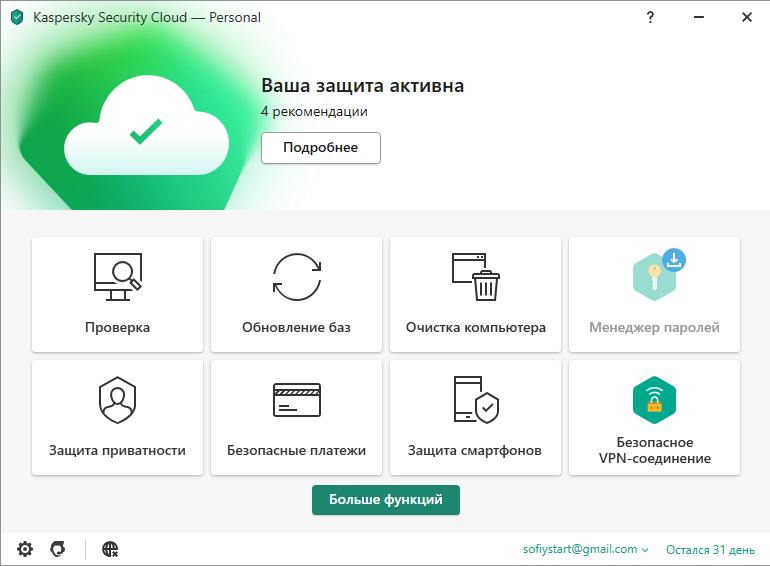 Kaspersky Security Cloud — Personal
?
Ваша защита активна
4 рекомендации
Подробнее
Проверка
Обновление баз
Очистка компьютера
Менеджер паролей
Защита приватности
Безопасные платежи
Защита смартфонов
Безопасное
VPN-соединение
Больше функций
sofiystart@gmail.com
Остался 31 день